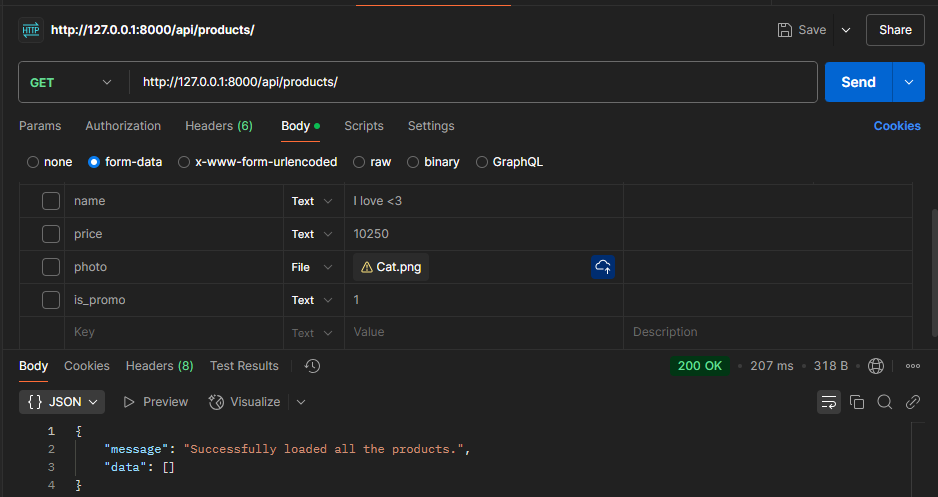 HTTP http://127.0.0.1:8000/api/products/ Save Share
GET http://127.0.0.1:8000/api/products/ Send
Params Authorization Headers (6) Body Scripts Settings Cookies
none form-data x-www-form-urlencoded raw binary GraphQL
name Text I love <3
price Text 10250
photo File Cat.png
is_promo Text 1
Key Text Value Description
Body Cookies Headers (8) Test Results 200 OK • 207 ms • 318 B •
{} JSON Preview Visualize
1 {
2 "message": "Successfully loaded all the products.",
3 "data": []
4 }